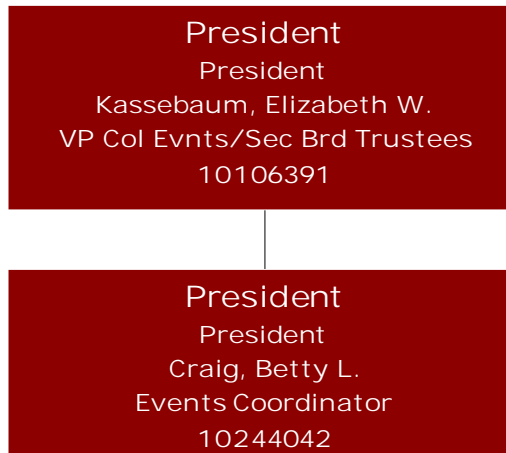 President
President
Kassebaum, Elizabeth W.
VP Col Evnts/Sec Brd Trustees
10106391
President
President
Craig, Betty L.
Events Coordinator
10244042